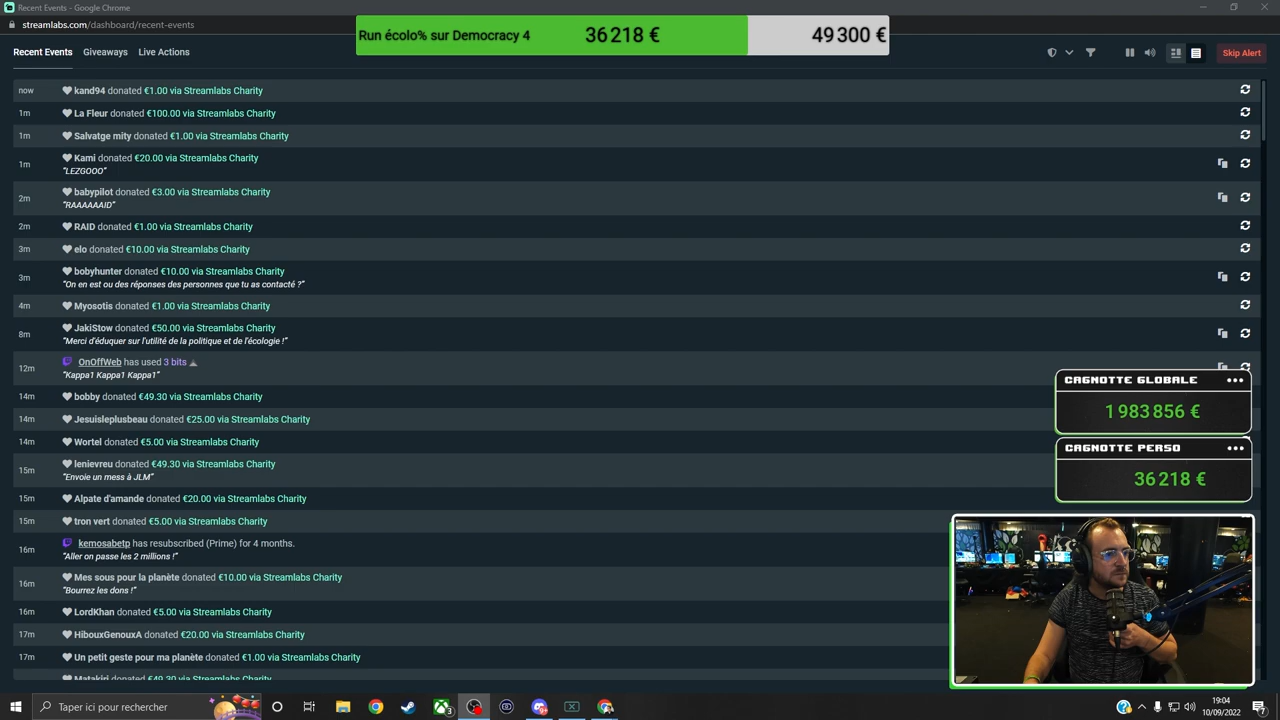 Recent Events - Google Chrome
streamlabs.com/dashboard/recent-events
Run écolo% sur Democracy 4 36 218 € 49 300 €
Recent Events Giveaways Live Actions Skip Alert
now kand94 donated €1.00 via Streamlabs Charity
1m La Fleur donated €100.00 via Streamlabs Charity
1m Salvatge mity donated €1.00 via Streamlabs Charity
1m Kami donated €20.00 via Streamlabs Charity
"LEZGOOO"
2m babypilot donated €3.00 via Streamlabs Charity
"RAAAAAID"
2m RAID donated €1.00 via Streamlabs Charity
3m elo donated €10.00 via Streamlabs Charity
3m bobyhunter donated €10.00 via Streamlabs Charity
"On en est ou des réponses des personnes que tu as contacté ?"
4m Myosotis donated €1.00 via Streamlabs Charity
8m JakiStow donated €50.00 via Streamlabs Charity
"Merci d'éduquer sur l'utilité de la politique et de l'écologie !"
12m OnOffWeb has used 3 bits
"Kappa1 Kappa1 Kappa1"
14m bobby donated €49.30 via Streamlabs Charity
14m Jesuisleplusbeau donated €25.00 via Streamlabs Charity
14m Wortel donated €5.00 via Streamlabs Charity
15m lenievreu donated €49.30 via Streamlabs Charity
"Envoie un mess à JLM"
15m Alpate d'amande donated €20.00 via Streamlabs Charity
15m tron vert donated €5.00 via Streamlabs Charity
16m kemosabetp has resubscribed (Prime) for 4 months.
"Aller on passe les 2 millions !"
16m Mes sous pour la planète donated €10.00 via Streamlabs Charity
"Bourrez les dons !"
16m LordKhan donated €5.00 via Streamlabs Charity
17m HibouxGenouxA donated €20.00 via Streamlabs Charity
17m Un petit geste pour ma planète donated €1.00 via Streamlabs Charity
Matakiri donated €49.30 via Streamlabs Charity
CAGNOTTE GLOBALE
1 983 856 €
CAGNOTTE PERSO
36 218 €
Taper ici pour rechercher
19:04
10/09/2022